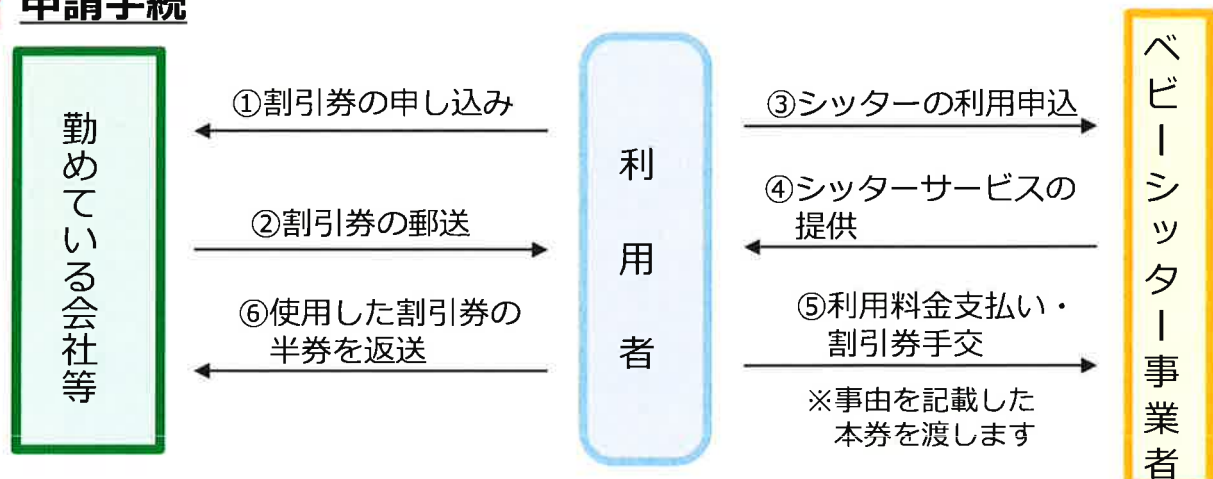 申請手続
勤めている会社等
①割引券の申し込み
②割引券の郵送
⑥使用した割引券の
半券を返送
利用者
③シッターの利用申込
④シッターサービスの
提供
⑤利用料金支払い・
割引券手交
※事由を記載した
本券を渡します
ベビーシッター事業者